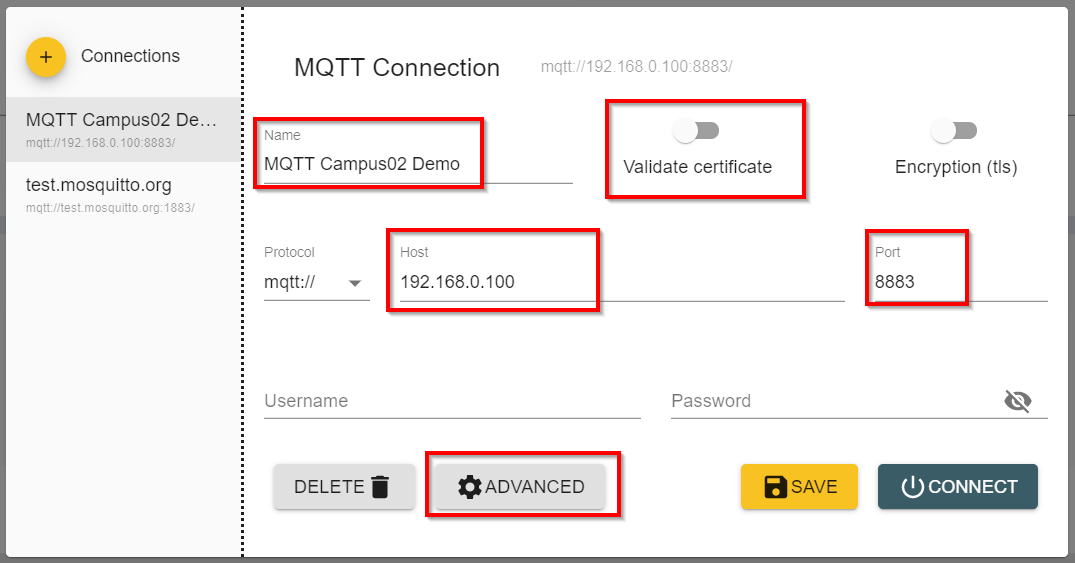 + Connections
MQTT Campus02 De…
mqtt://192.168.0.100:8883/
test.mosquitto.org
mqtt://test.mosquitto.org:1883/
MQTT Connection mqtt://192.168.0.100:8883/
Name
MQTT Campus02 Demo
Validate certificate
Encryption (tls)
Protocol
mqtt://
Host
192.168.0.100
Port
8883
Username
Password
DELETE
ADVANCED
SAVE
CONNECT